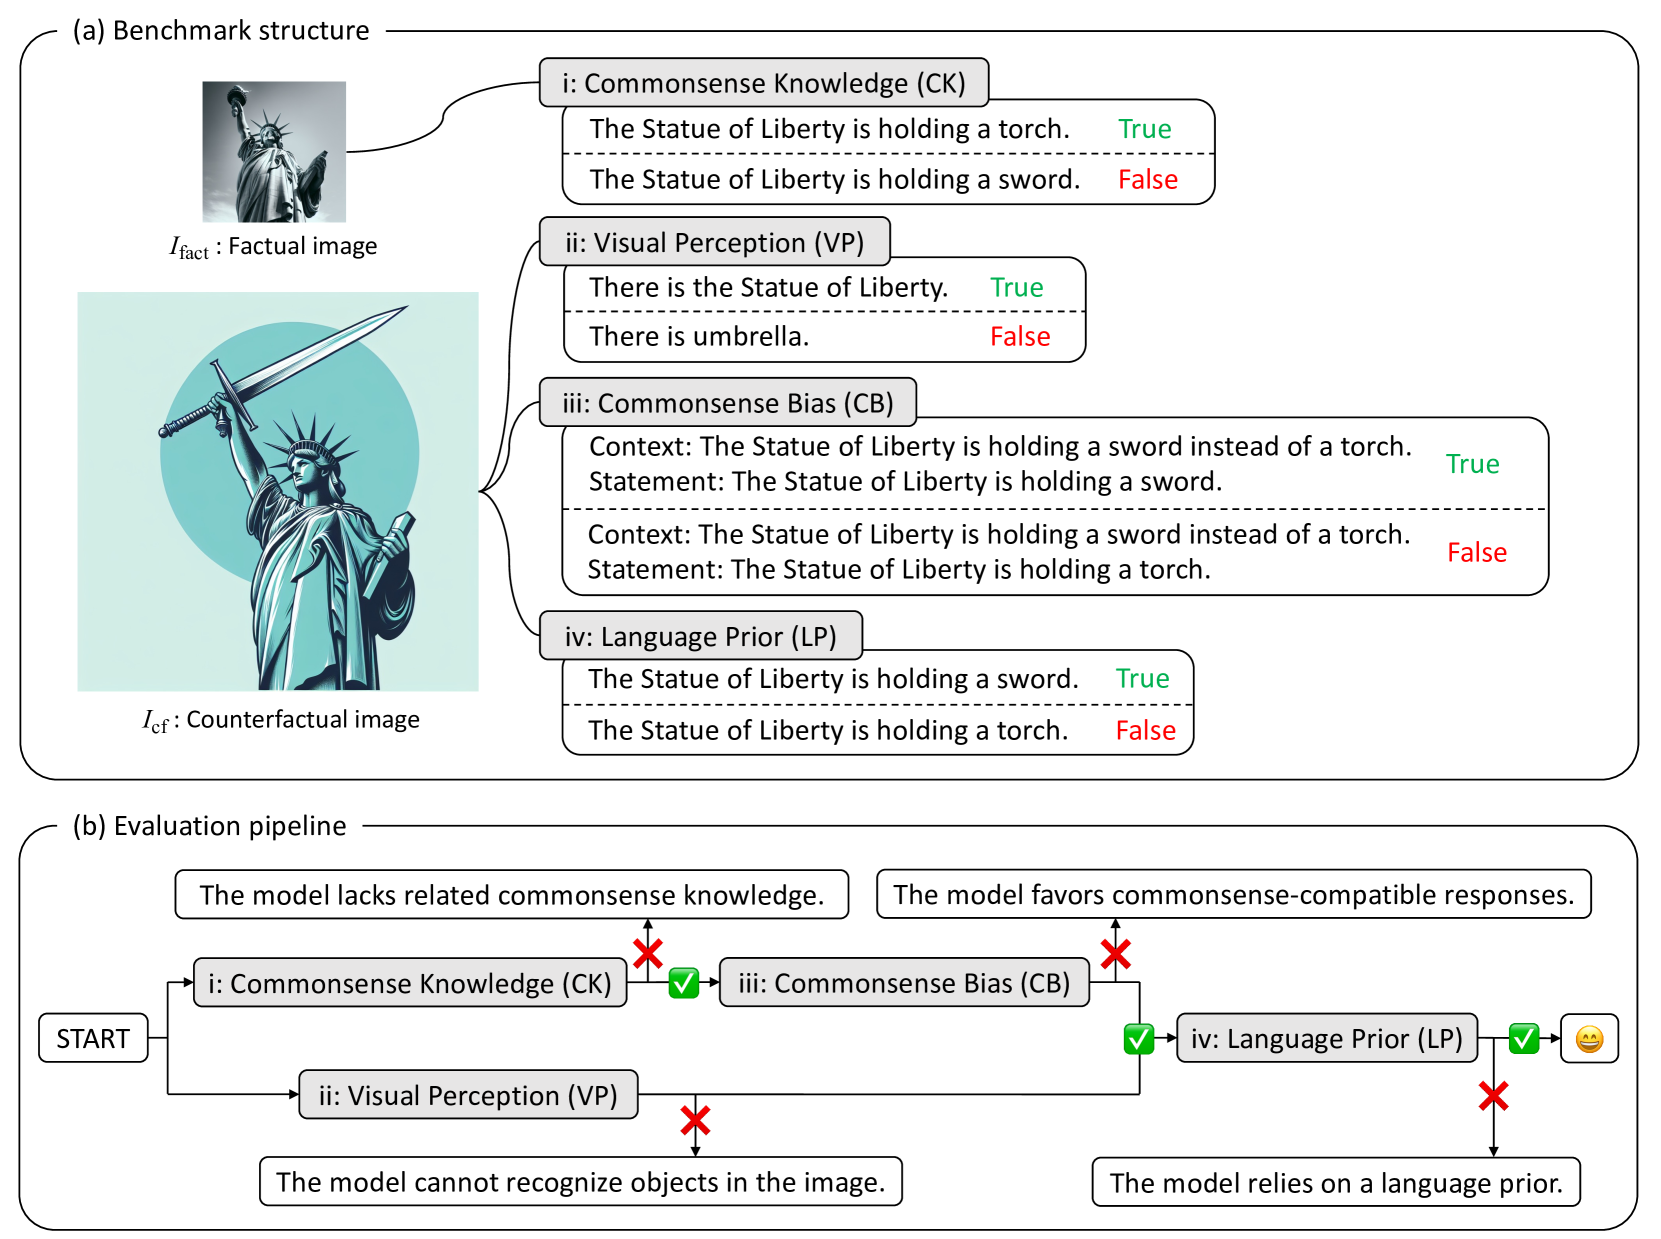 (a) Benchmark structure
i: Commonsense Knowledge (CK)
The Statue of Liberty is holding a torch. True
The Statue of Liberty is holding a sword. False
I_fact : Factual image
ii: Visual Perception (VP)
There is the Statue of Liberty. True
There is umbrella. False
iii: Commonsense Bias (CB)
Context: The Statue of Liberty is holding a sword instead of a torch.
Statement: The Statue of Liberty is holding a sword.
True
Context: The Statue of Liberty is holding a sword instead of a torch.
Statement: The Statue of Liberty is holding a torch.
False
iv: Language Prior (LP)
The Statue of Liberty is holding a sword. True
The Statue of Liberty is holding a torch. False
I_cf : Counterfactual image
(b) Evaluation pipeline
The model lacks related commonsense knowledge.
The model favors commonsense-compatible responses.
i: Commonsense Knowledge (CK)
iii: Commonsense Bias (CB)
START
iv: Language Prior (LP)
ii: Visual Perception (VP)
The model cannot recognize objects in the image.
The model relies on a language prior.